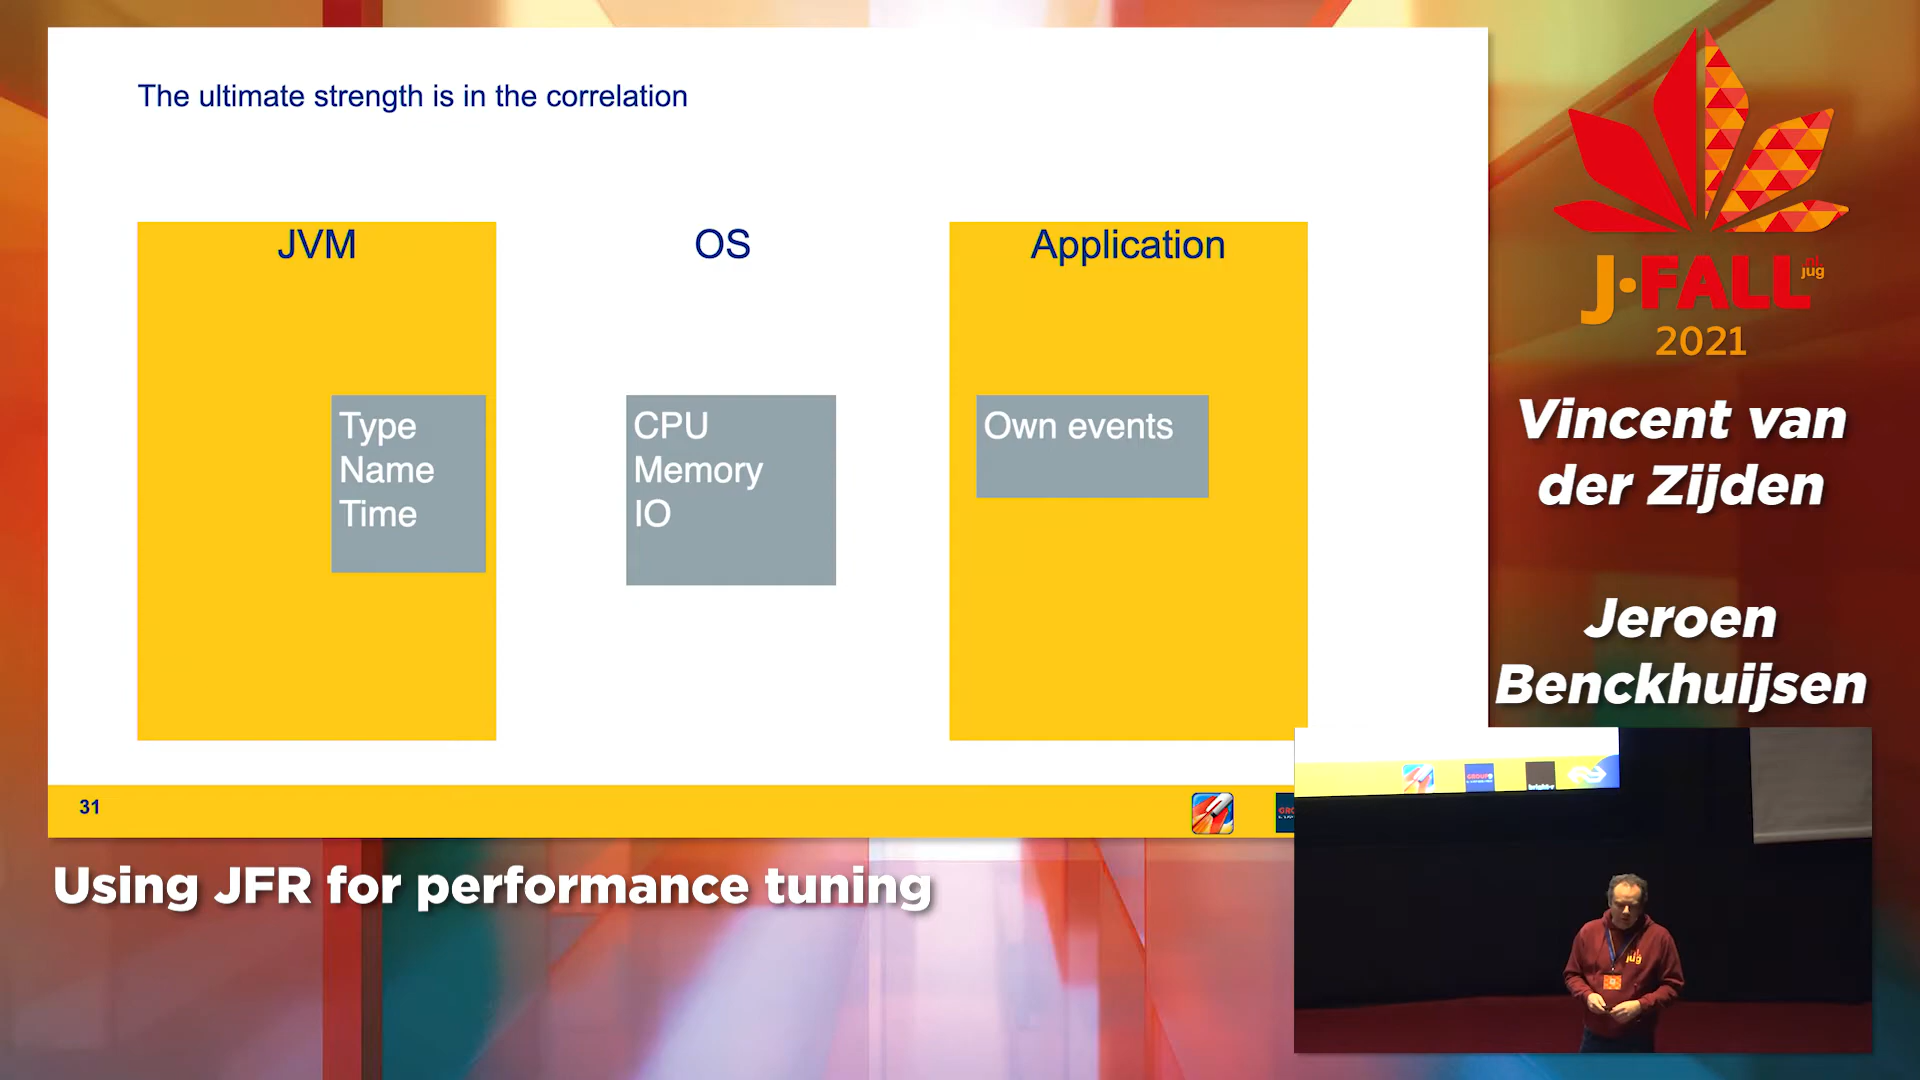 The ultimate strength is in the correlation
JVM
Type
Name
Time
OS
CPU
Memory
IO
Application
Own events
31
Using JFR for performance tuning
J·FALL
nl
jug
2021
Vincent van
der Zijden
Jeroen
Benckhuijsen
jug